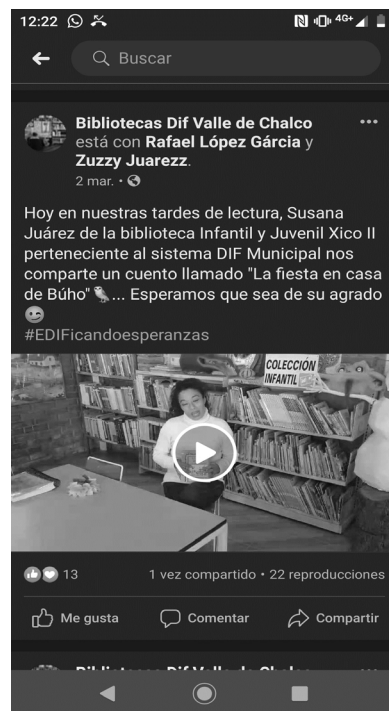 12:22 4G+
Buscar
Bibliotecas Dif Valle de Chalco
está con Rafael López Gárcia y
Zuzzy Juarezz.
2 mar.
Hoy en nuestras tardes de lectura, Susana
Juárez de la biblioteca Infantil y Juvenil Xico II
perteneciente al sistema DIF Municipal nos
comparte un cuento llamado "La fiesta en casa
de Búho"🦜... Esperamos que sea de su agrado
😉
#EDIFicandoesperanzas
COLECCIÓN
INFANTIL
13 1 vez compartido • 22 reproducciones
Me gusta Comentar Compartir
Bibliotecas Dif Valle de Chalco